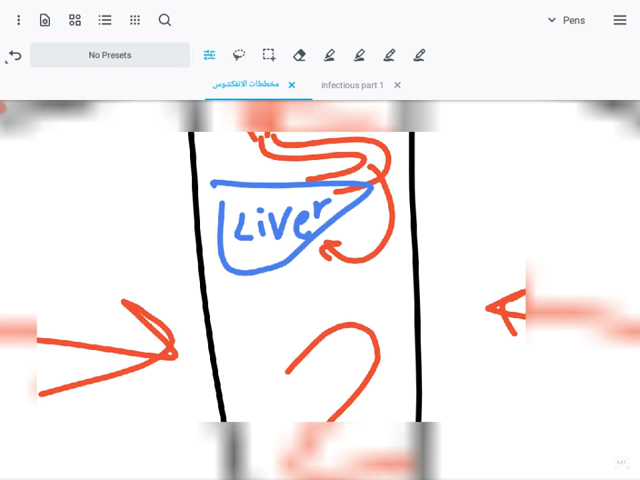 Pens
No Presets
مخططات الانفكشوس
infectious part 1
Liver